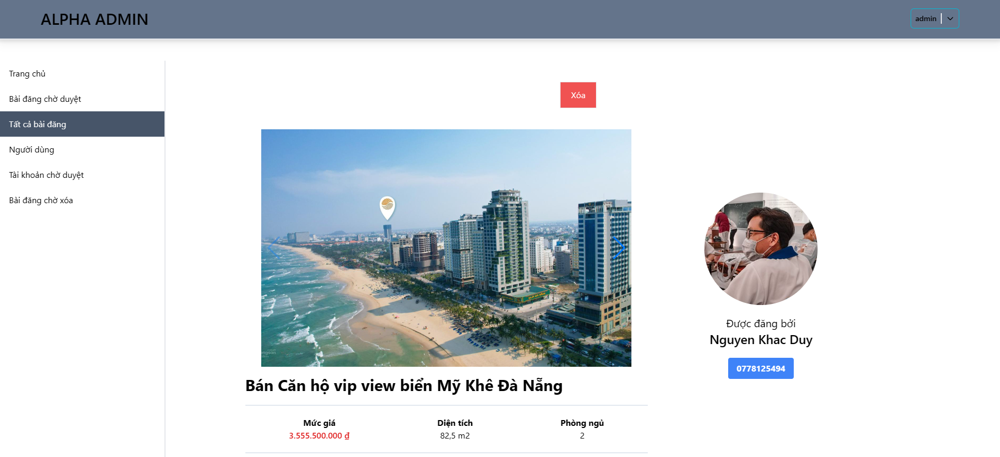 ALPHA ADMIN
admin
Trang chủ
Bài đăng chờ duyệt
Tất cả bài đăng
Người dùng
Tài khoản chờ duyệt
Bài đăng chờ xóa
Xóa
Được đăng bởi
Nguyen Khac Duy
0778125494
Bán Căn hộ vip view biển Mỹ Khê Đà Nẵng
Mức giá
3.555.500.000 ₫
Diện tích
82,5 m2
Phòng ngủ
2